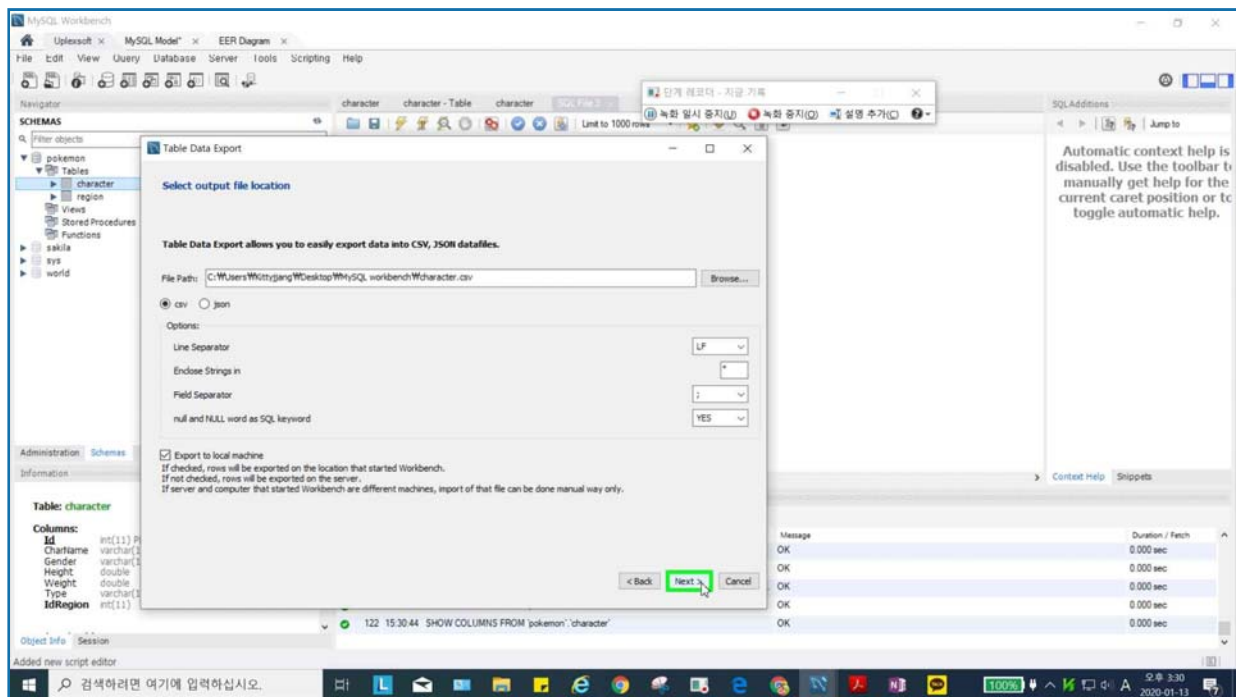 MySQL Workbench
Uplexsoft × MySQL Model* × EER Diagram ×
File Edit View Query Database Server Tools Scripting Help
Navigator
SCHEMAS
Filter objects
pokemon
Tables
character
region
Views
Stored Procedures
Functions
sakila
sys
world
Administration Schemas
Information
Table: character
Columns:
Id int(11)
CharName varchar(1
Gender varchar(1
Height double
Weight double
Type varchar(1
IdRegion int(11)
Object Info Session
Added new script editor
character character - Table character SQL File 3
Limit to 1000 rows
단계 레코더 - 지금 기록
녹화 일시 중지(U) 녹화 중지(O) 설명 추가(C)
Table Data Export
Select output file location
Table Data Export allows you to easily export data into CSV, JSON datafiles.
File Path: C:₩Users₩Kittyjjang₩Desktop₩MySQL workbench₩character.csv Browse...
csv json
Options:
Line Separator LF
Enclose Strings in "
Field Separator ;
null and NULL word as SQL keyword YES
Export to local machine
If checked, rows will be exported on the location that started Workbench.
If not checked, rows will be exported on the server.
If server and computer that started Workbench are different machines, import of that file can be done manual way only.
< Back Next > Cancel
SQLAdditions
Jump to
Automatic context help is
disabled. Use the toolbar to
manually get help for the
current caret position or to
toggle automatic help.
Context Help Snippets
Message Duration / Fetch
OK 0.000 sec
OK 0.000 sec
OK 0.000 sec
OK 0.000 sec
122 15:30:44 SHOW COLUMNS FROM `pokemon`.`character` OK 0.000 sec
검색하려면 여기에 입력하십시오.
100% A 오후 3:30
2020-01-13